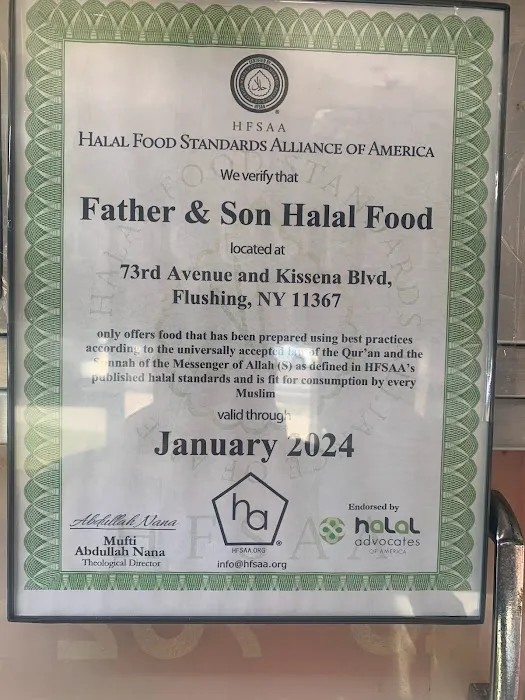 HFSAA
HALAL FOOD STANDARDS ALLIANCE OF AMERICA
We verify that
Father & Son Halal Food
located at
73rd Avenue and Kissena Blvd,
Flushing, NY 11367
only offers food that has been prepared using best practices
according to the universally accepted of the Qur'an and the
of the Messenger of Allah (S) as defined in HFSAA's
published halal standards and is fit for consumption by every
Muslim
valid through
January 2024
Abdullah Nana
Mufti
Abdullah Nana
Theological Director
ha
HFSAA.ORG
info@hfsaa.org
Endorsed by
halal
advocates
OF AMERICA